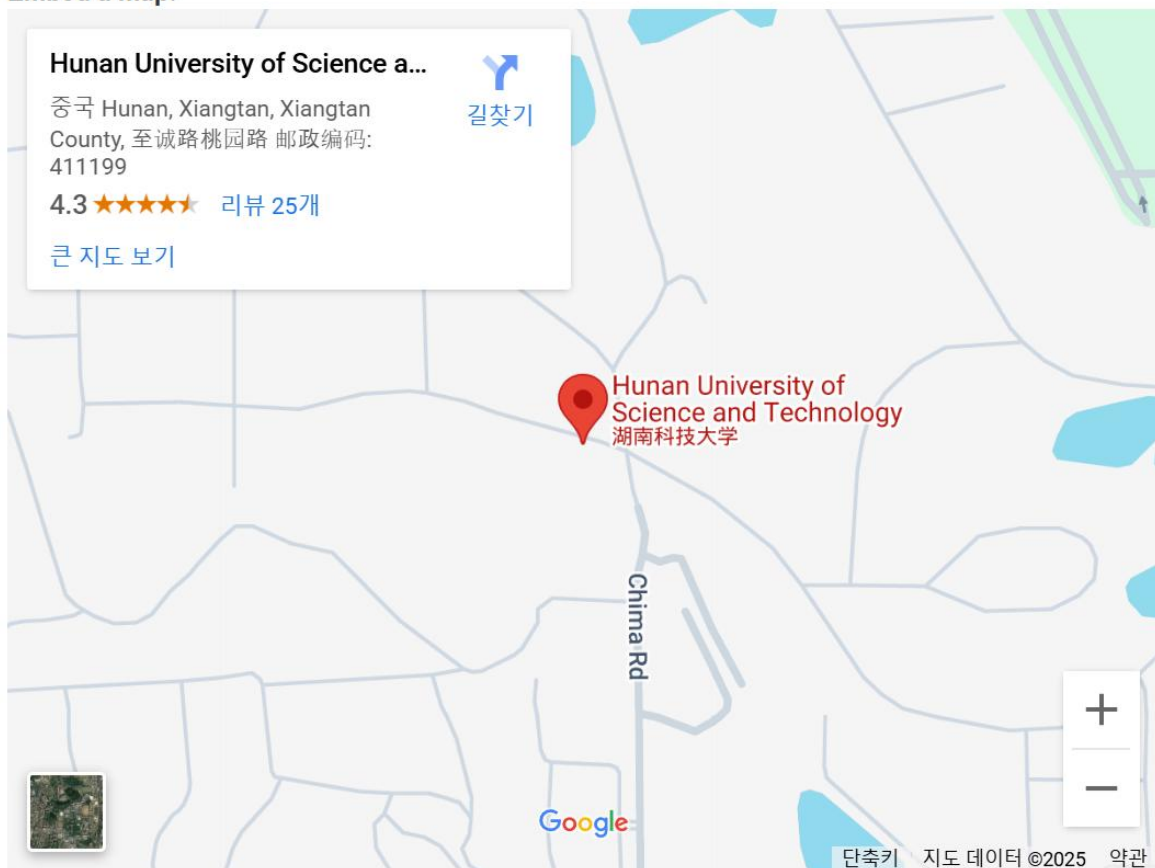 Hunan University of Science a...
중국 Hunan, Xiangtan, Xiangtan
County, 至诚路桃园路 邮政编码:
411199
4.3
리뷰 25개
큰 지도 보기
길찾기
Hunan University of
Science and Technology
湖南科技大学
Chima Rd
Google
단축키
지도 데이터 ©2025
약관